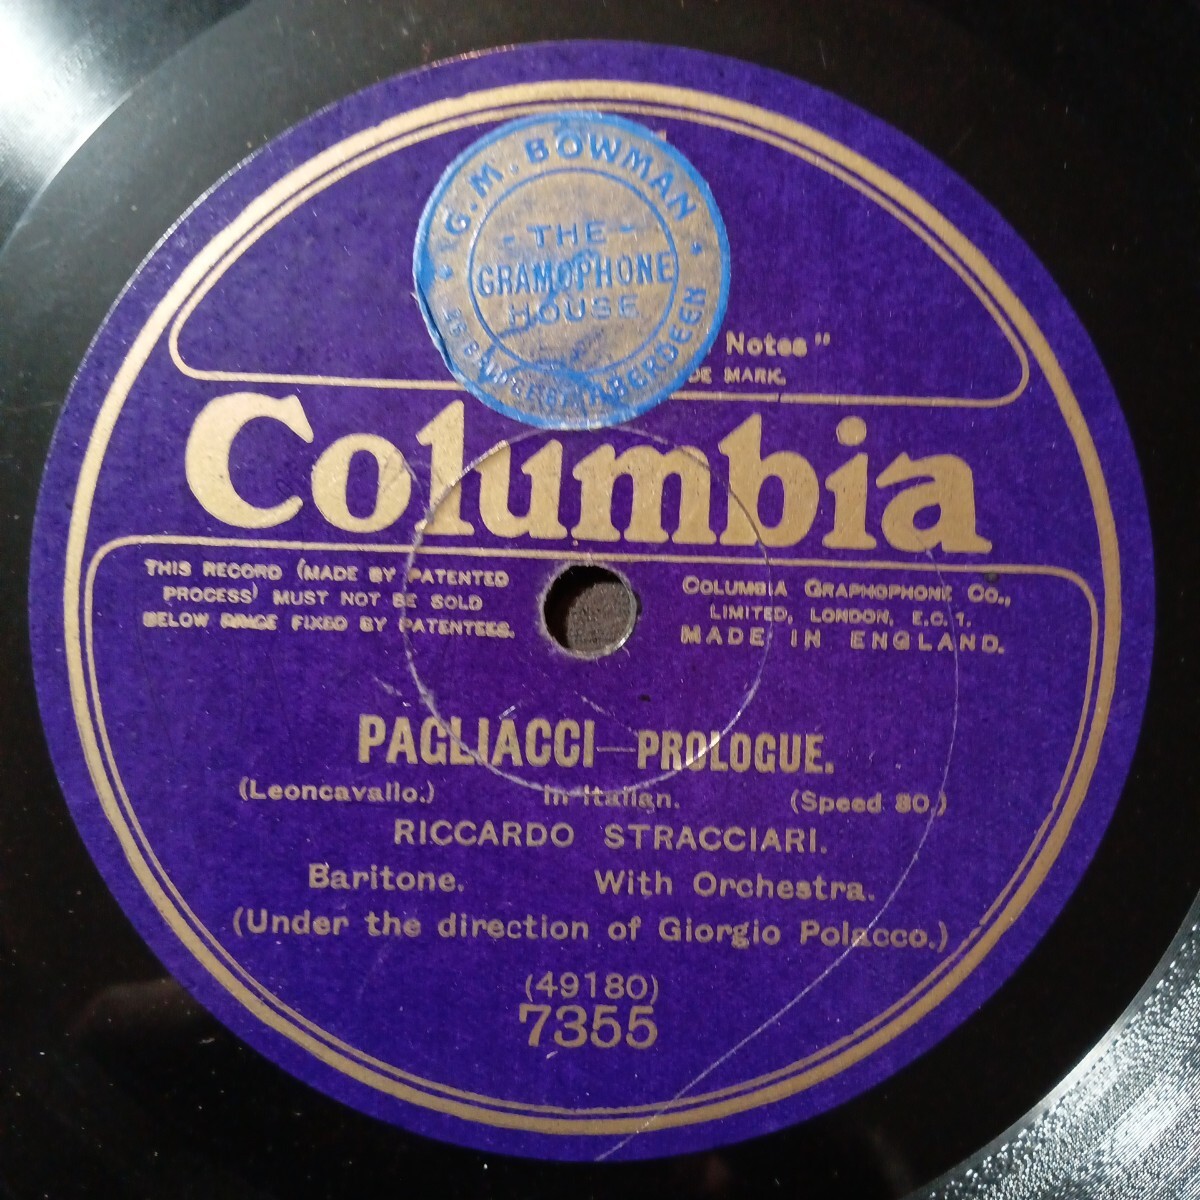 G. M. BOWMAN
- THE -
GRAMOPHONE
HOUSE
ABERDEEN
Notes"
DE MARK.
Columbia
THIS RECORD (MADE BY PATENTED
PROCESS) MUST NOT BE SOLD
BELOW PRICE FIXED BY PATENTEES.
COLUMBIA GRAPHOPHONE CO.,
LIMITED, LONDON, E.C.1.
MADE IN ENGLAND.
PAGLIACCI—PROLOGUE.
(Leoncavallo.) In Italian. (Speed 80.)
RICCARDO STRACCIARI.
Baritone. With Orchestra.
(Under the direction of Giorgio Polacco.)
(49180)
7355